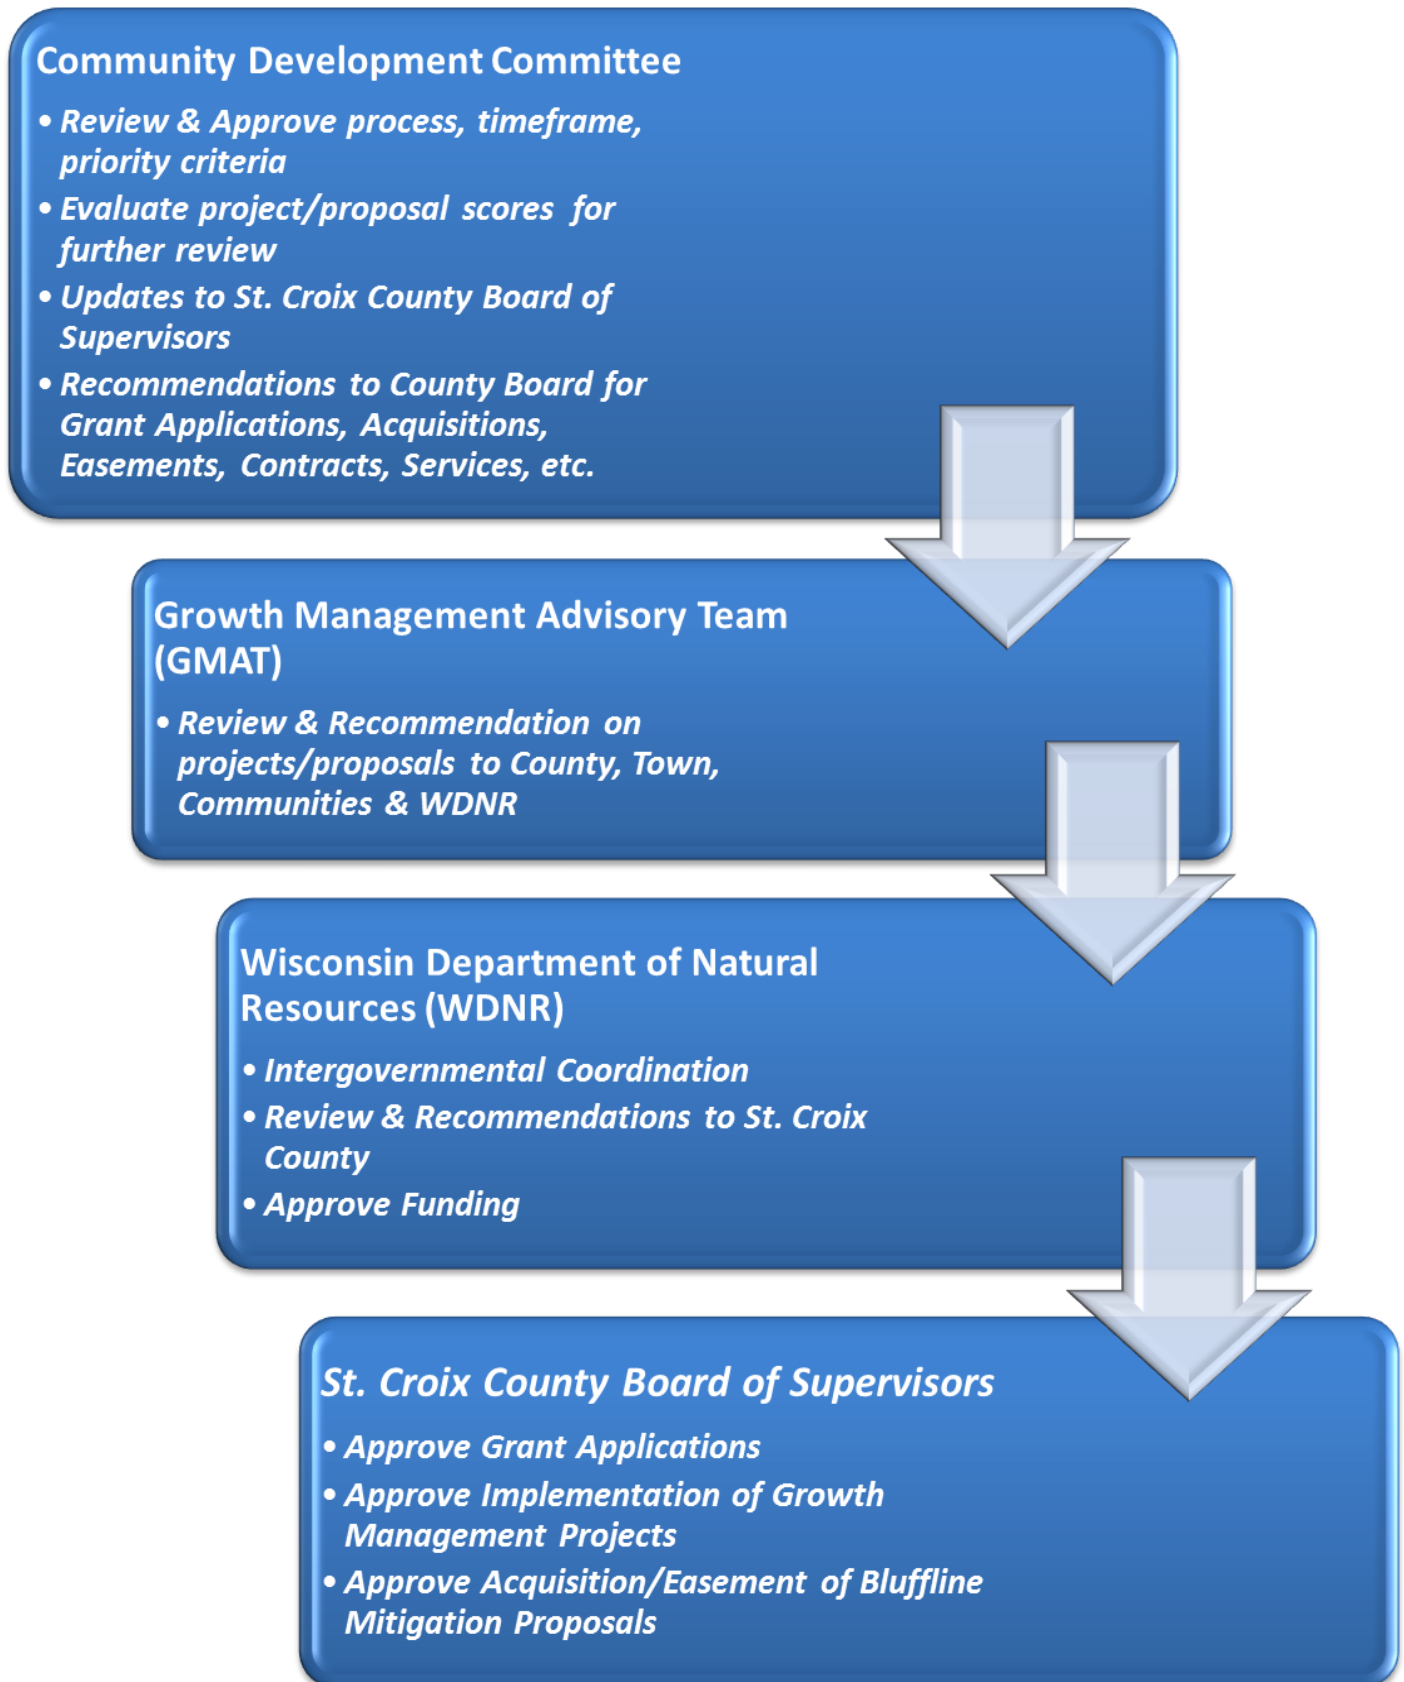 Community Development Committee
• Review & Approve process, timeframe,
priority criteria
• Evaluate project/proposal scores for
further review
• Updates to St. Croix County Board of
Supervisors
• Recommendations to County Board for
Grant Applications, Acquisitions,
Easements, Contracts, Services, etc.
Growth Management Advisory Team
(GMAT)
• Review & Recommendation on
projects/proposals to County, Town,
Communities & WDNR
Wisconsin Department of Natural
Resources (WDNR)
• Intergovernmental Coordination
• Review & Recommendations to St. Croix
County
• Approve Funding
St. Croix County Board of Supervisors
• Approve Grant Applications
• Approve Implementation of Growth
Management Projects
• Approve Acquisition/Easement of Bluffline
Mitigation Proposals